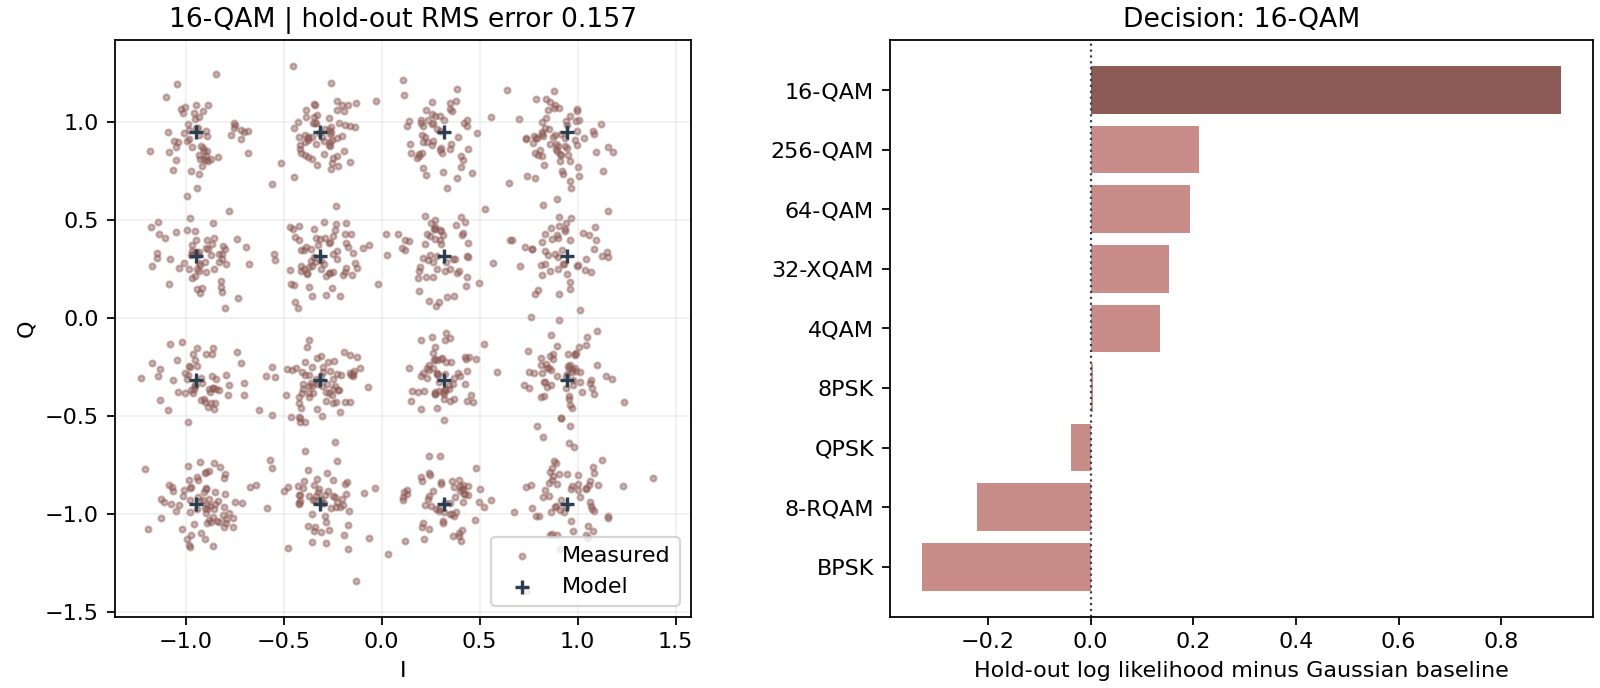 16-QAM | hold-out RMS error 0.157
Q
1.0
0.5
0.0
−0.5
−1.0
−1.5
−1.0
−0.5
0.0
0.5
1.0
1.5
I
Measured
Model
Decision: 16-QAM
16-QAM
256-QAM
64-QAM
32-XQAM
4QAM
8PSK
QPSK
8-RQAM
BPSK
−0.2
0.0
0.2
0.4
0.6
0.8
Hold-out log likelihood minus Gaussian baseline